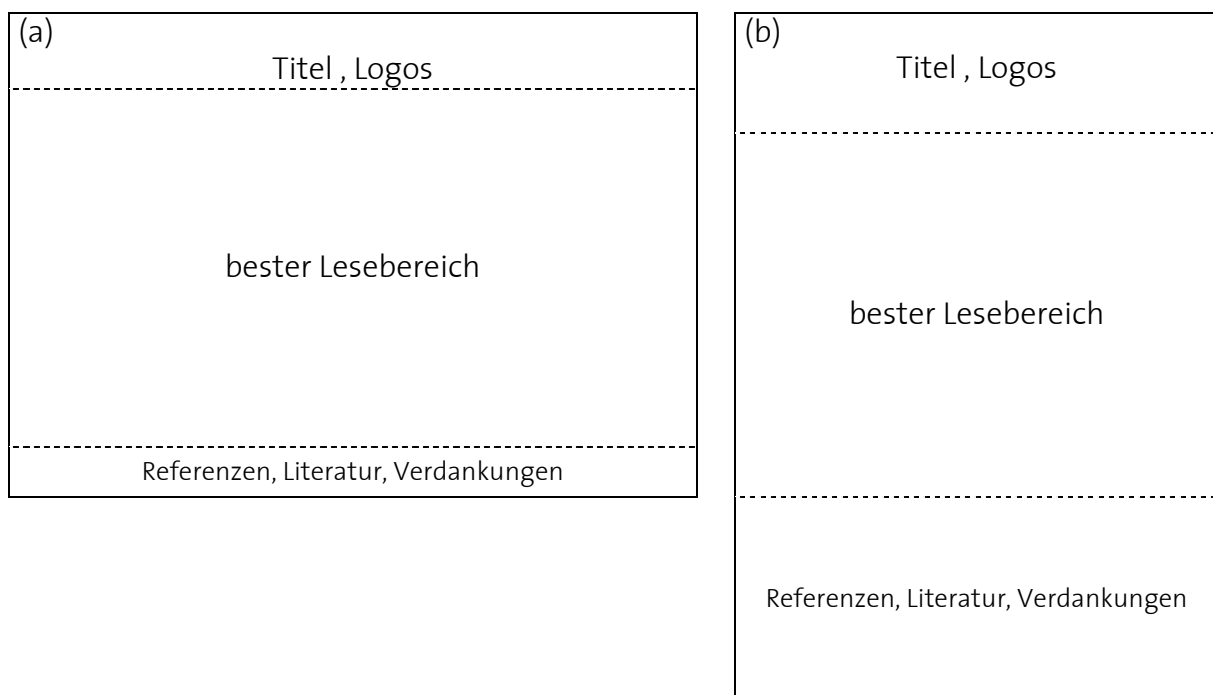 (a)
Titel , Logos
bester Lesebereich
Referenzen, Literatur, Verdankungen
(b)
Titel , Logos
bester Lesebereich
Referenzen, Literatur, Verdankungen